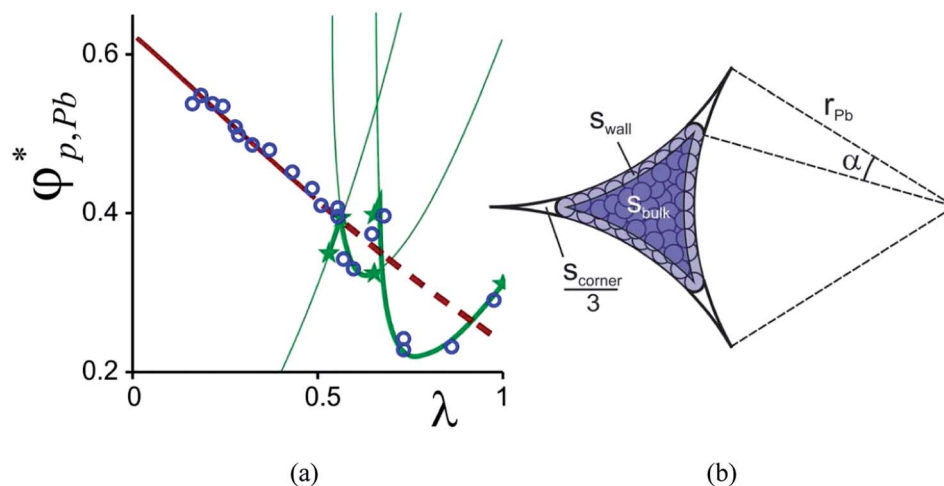 0.6
φ*p,Pb
0.4
0.2
0
0.5
λ
1
(a)
rPb
swall
α
sbulk
scorner
3
(b)